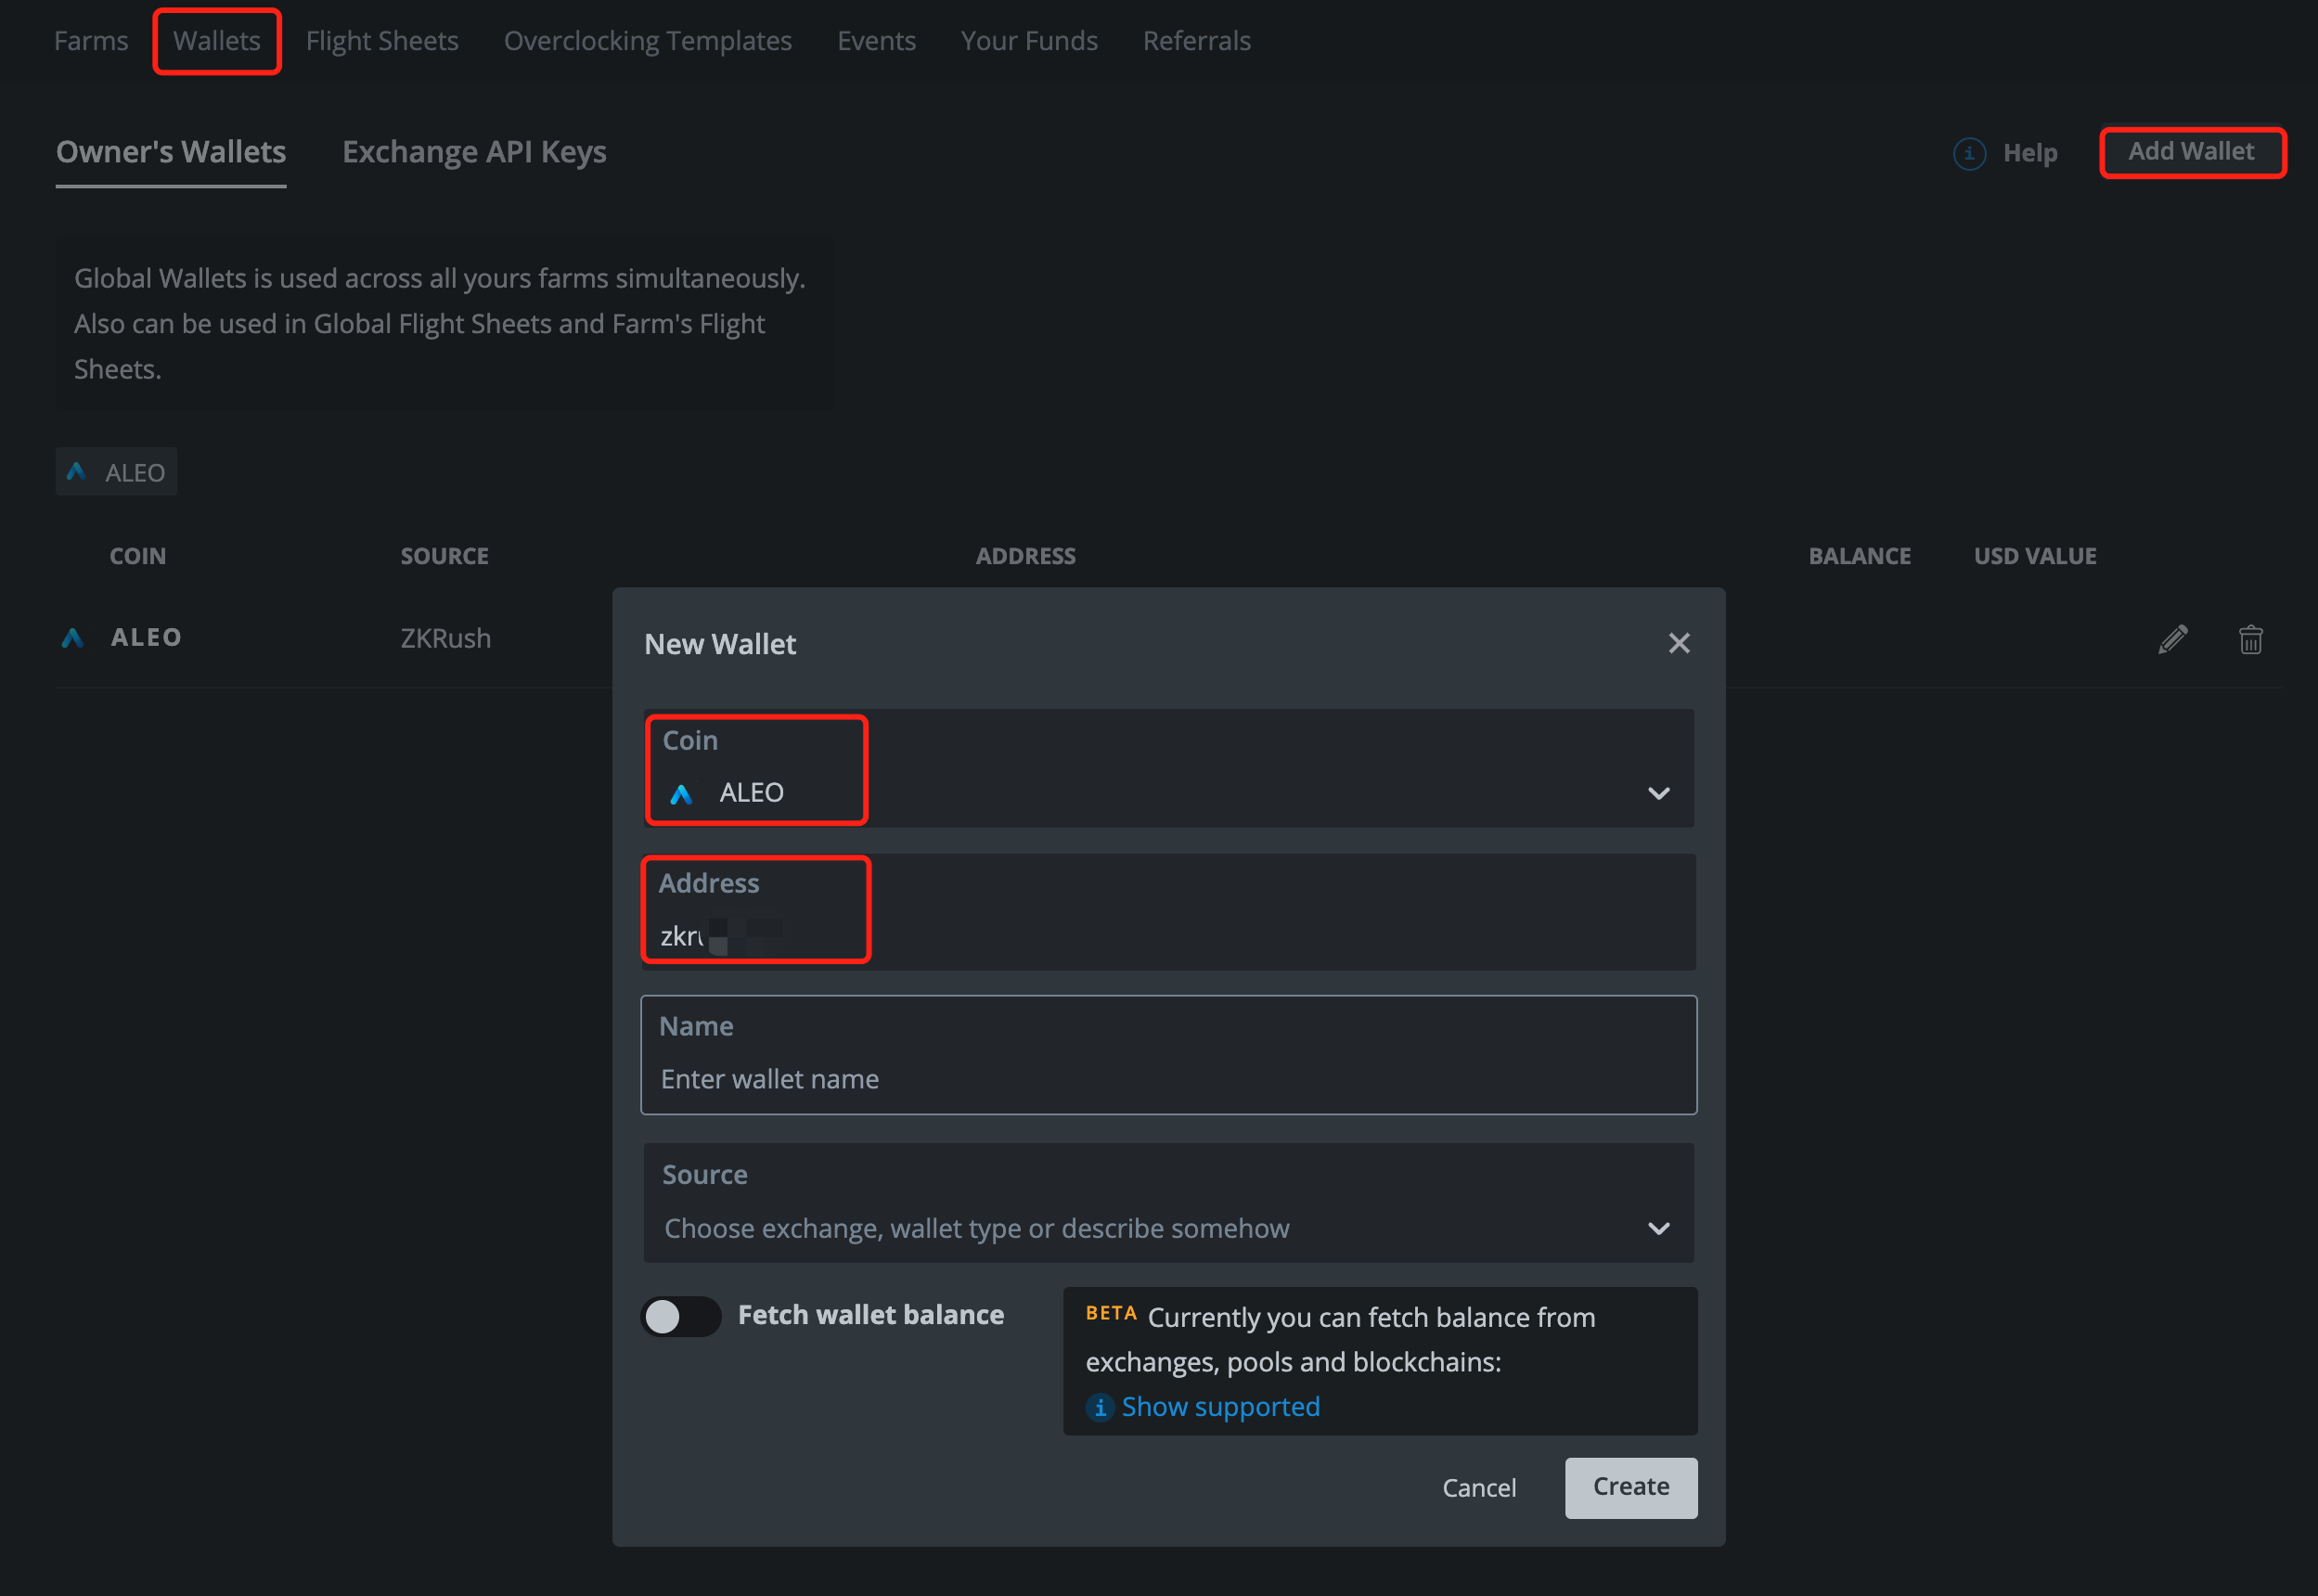 Farms Wallets Flight Sheets Overclocking Templates Events Your Funds Referrals
Owner's Wallets Exchange API Keys Help Add Wallet
Global Wallets is used across all yours farms simultaneously.
Also can be used in Global Flight Sheets and Farm's Flight
Sheets.
ALEO
COIN SOURCE ADDRESS BALANCE USD VALUE
ALEO ZKRush
New Wallet
Coin
ALEO
Address
Name
Enter wallet name
Source
Choose exchange, wallet type or describe somehow
Fetch wallet balance
BETA Currently you can fetch balance from
exchanges, pools and blockchains:
Show supported
Cancel Create